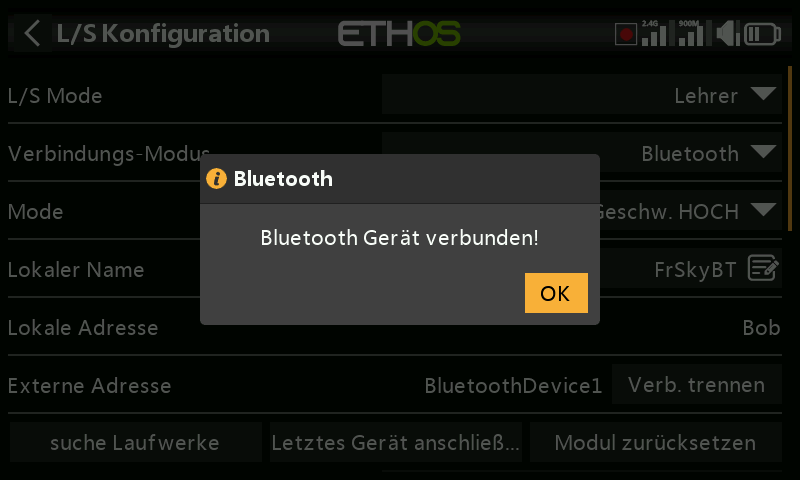 L/S Konfiguration
ETHOS
2.4G
900M
L/S Mode
Lehrer
Verbindungs-Modus
Bluetooth
Mode
Geschw. HOCH
Bluetooth
Bluetooth Gerät verbunden!
OK
Lokaler Name
FrSkyBT
Lokale Adresse
Bob
Externe Adresse
BluetoothDevice1
Verb. trennen
suche Laufwerke
Letztes Gerät anschließ...
Modul zurücksetzen